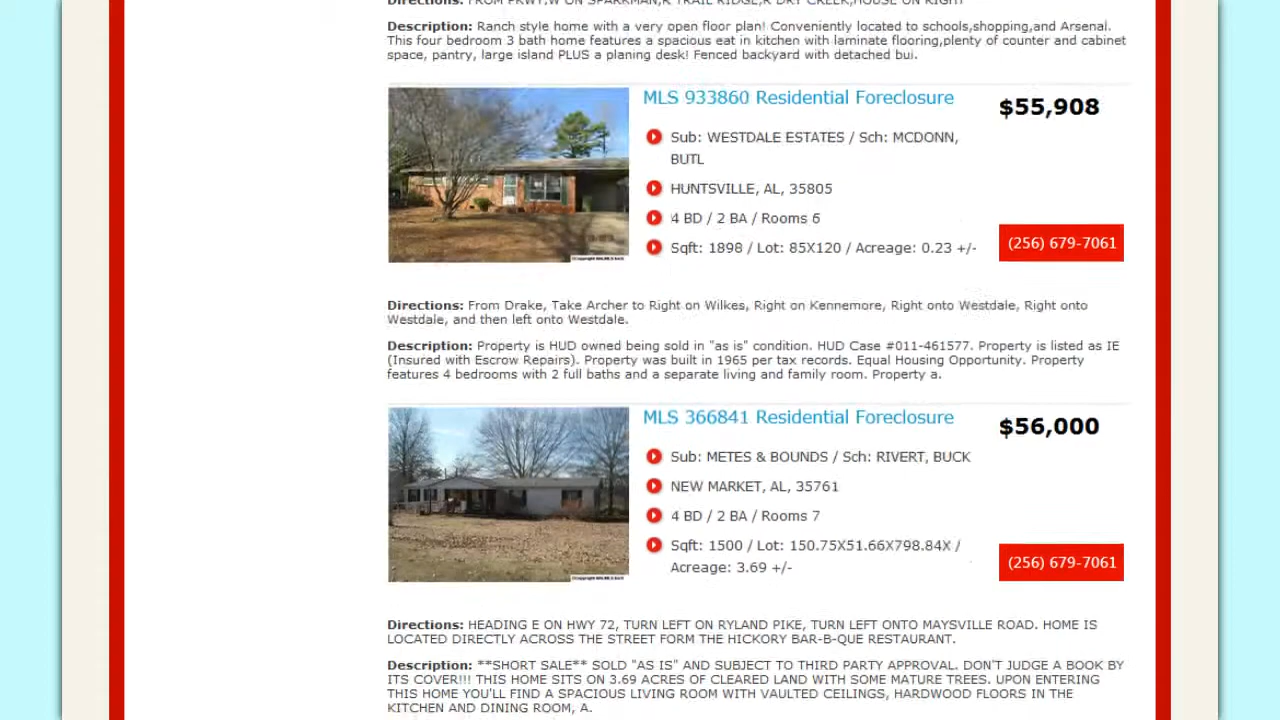 Directions: FROM PKWY,W ON SPARKMAN,R TRAIL RIDGE,R DRY CREEK,HOUSE ON RIGHT
Description: Ranch style home with a very open floor plan! Conveniently located to schools,shopping,and Arsenal.
This four bedroom 3 bath home features a spacious eat in kitchen with laminate flooring,plenty of counter and cabinet
space, pantry, large island PLUS a planing desk! Fenced backyard with detached bui.
MLS 933860 Residential Foreclosure
$55,908
Sub: WESTDALE ESTATES / Sch: MCDONN,
BUTL
HUNTSVILLE, AL, 35805
4 BD / 2 BA / Rooms 6
Sqft: 1898 / Lot: 85X120 / Acreage: 0.23 +/-
(256) 679-7061
Directions: From Drake, Take Archer to Right on Wilkes, Right on Kennemore, Right onto Westdale, Right onto
Westdale, and then left onto Westdale.
Description: Property is HUD owned being sold in "as is" condition. HUD Case #011-461577. Property is listed as IE
(Insured with Escrow Repairs). Property was built in 1965 per tax records. Equal Housing Opportunity. Property
features 4 bedrooms with 2 full baths and a separate living and family room. Property a.
MLS 366841 Residential Foreclosure
$56,000
Sub: METES & BOUNDS / Sch: RIVERT, BUCK
NEW MARKET, AL, 35761
4 BD / 2 BA / Rooms 7
Sqft: 1500 / Lot: 150.75X51.66X798.84X /
Acreage: 3.69 +/-
(256) 679-7061
Directions: HEADING E ON HWY 72, TURN LEFT ON RYLAND PIKE, TURN LEFT ONTO MAYSVILLE ROAD. HOME IS
LOCATED DIRECTLY ACROSS THE STREET FORM THE HICKORY BAR-B-QUE RESTAURANT.
Description: **SHORT SALE** SOLD "AS IS" AND SUBJECT TO THIRD PARTY APPROVAL. DON'T JUDGE A BOOK BY
ITS COVER!!! THIS HOME SITS ON 3.69 ACRES OF CLEARED LAND WITH SOME MATURE TREES. UPON ENTERING
THIS HOME YOU'LL FIND A SPACIOUS LIVING ROOM WITH VAULTED CEILINGS, HARDWOOD FLOORS IN THE
KITCHEN AND DINING ROOM, A.